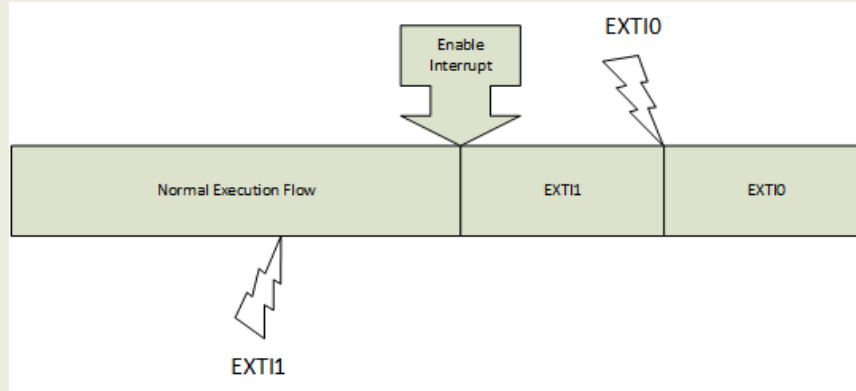 EXTI0
Enable
Interrupt
Normal Execution Flow
EXTI1
EXTI0
EXTI1